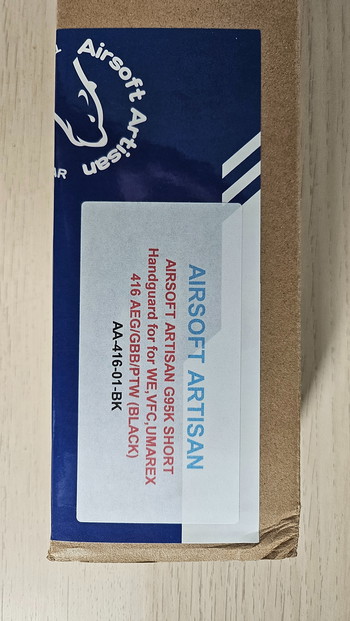 Airsoft Artisan
AIRSOFT ARTISAN
AIRSOFT ARTISAN G95K SHORT
Handguard for for WE,VFC,UMAREX
416 AEG/GBB/PTW (BLACK)
AA-416-01-BK